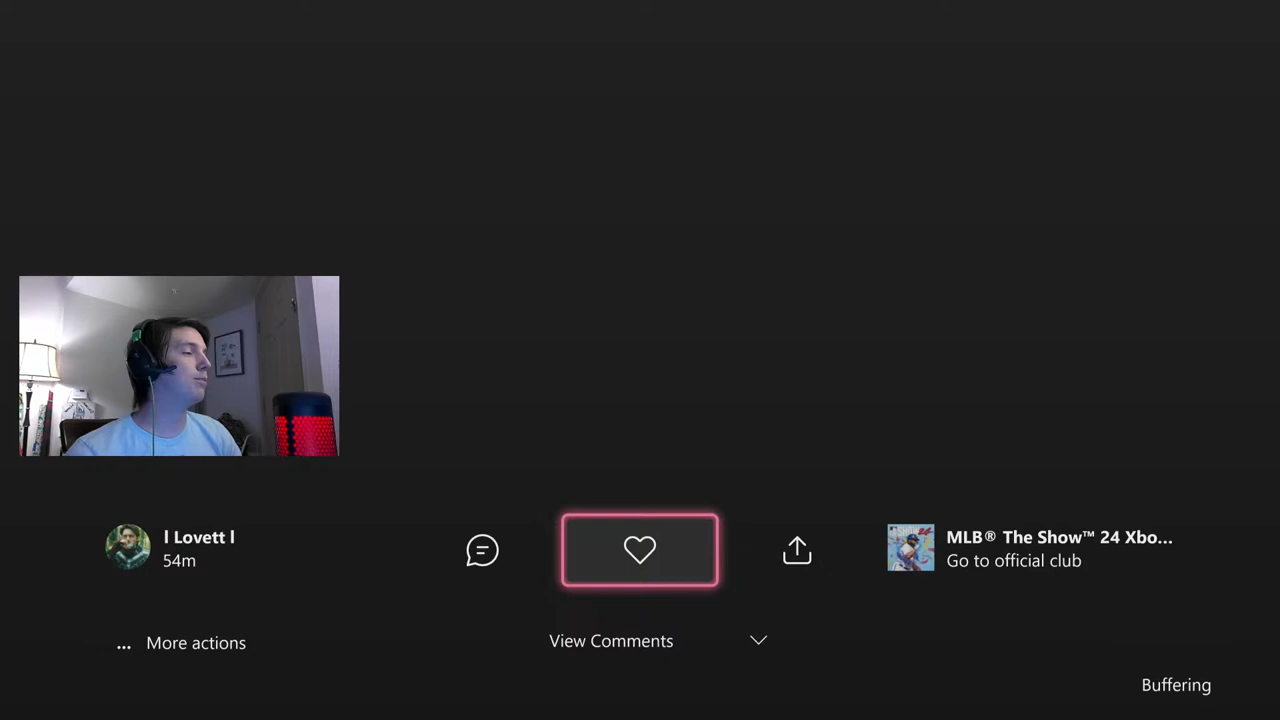 l Lovett l
54m
MLB® The Show™ 24 Xbo...
Go to official club
... More actions
View Comments
Buffering